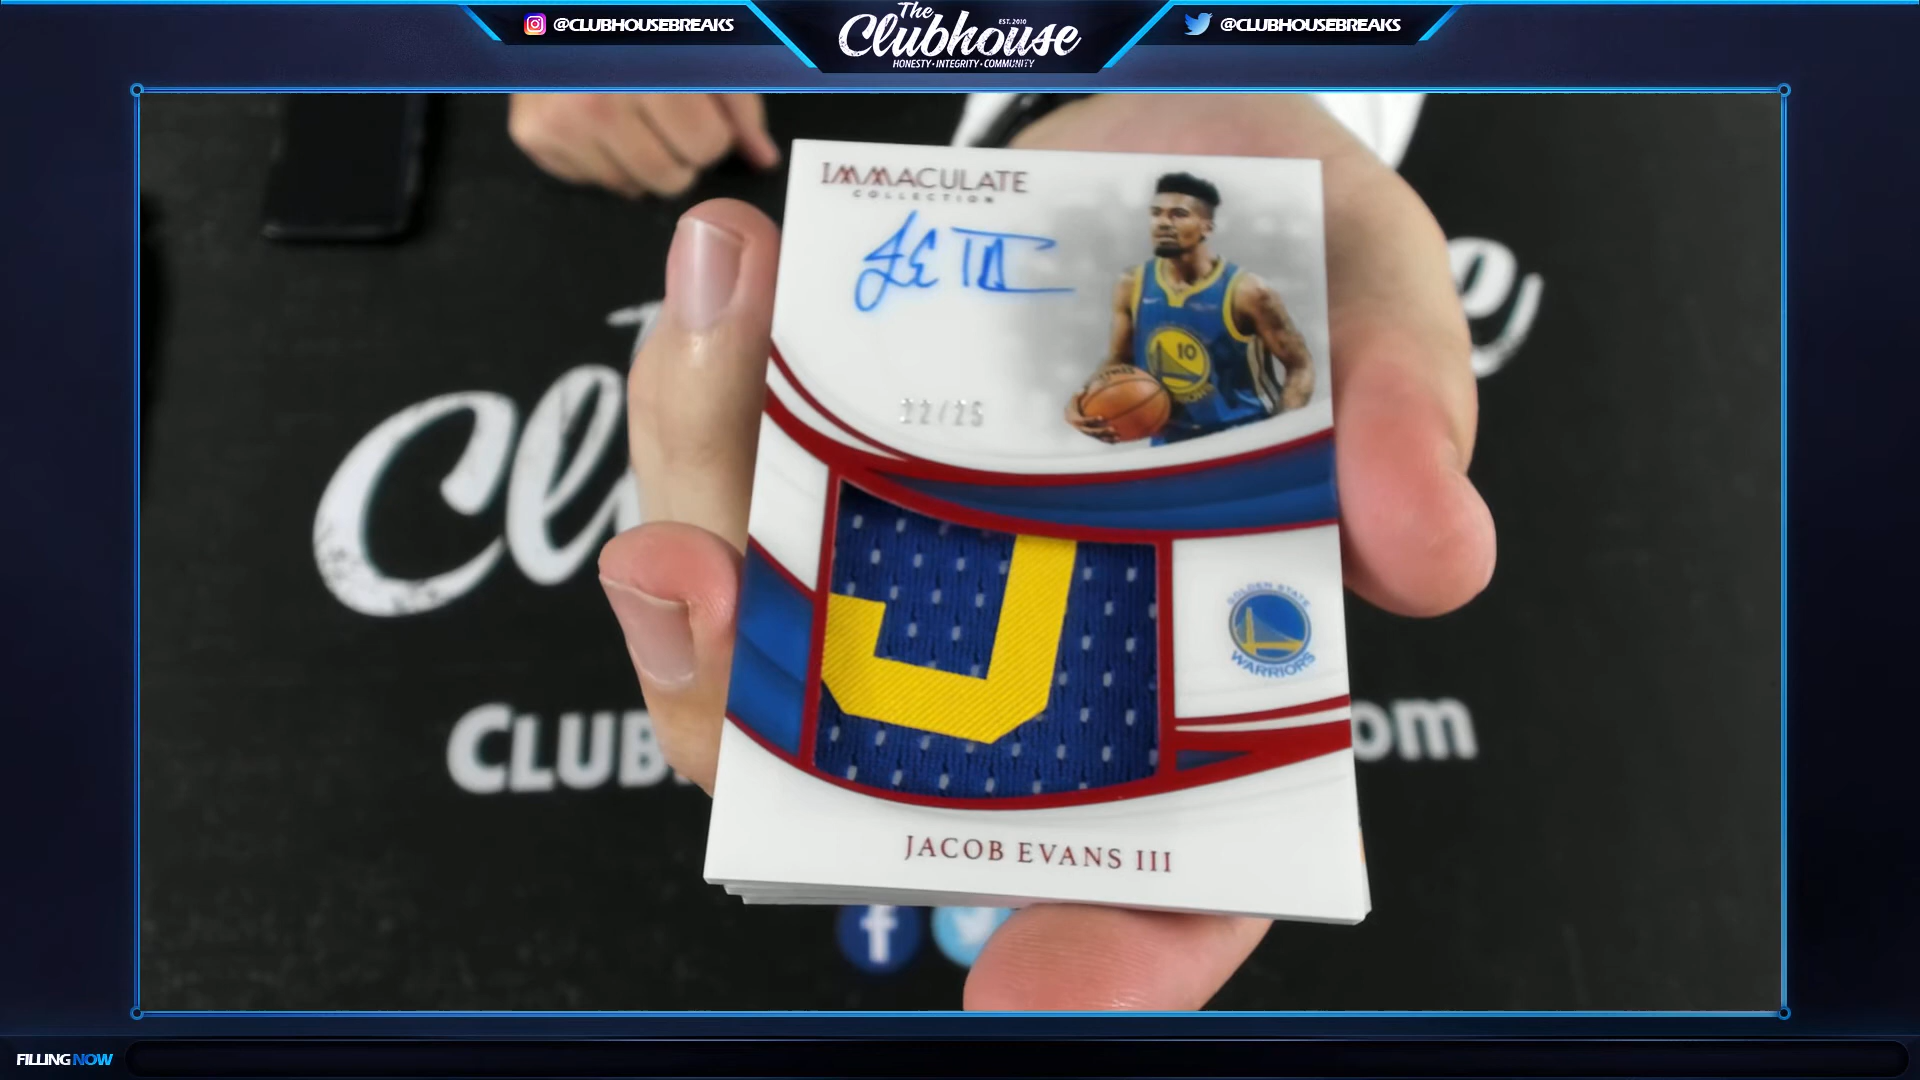 @CLUBHOUSEBREAKS
The
EST. 2010
Clubhouse
HONESTY • INTEGRITY • COMMUNITY
@CLUBHOUSEBREAKS
IMMACULATE
COLLECTION
10
22/25
GOLDEN STATE
WARRIORS
JACOB EVANS III
Cl
e
CLUB
om
FILLING NOW